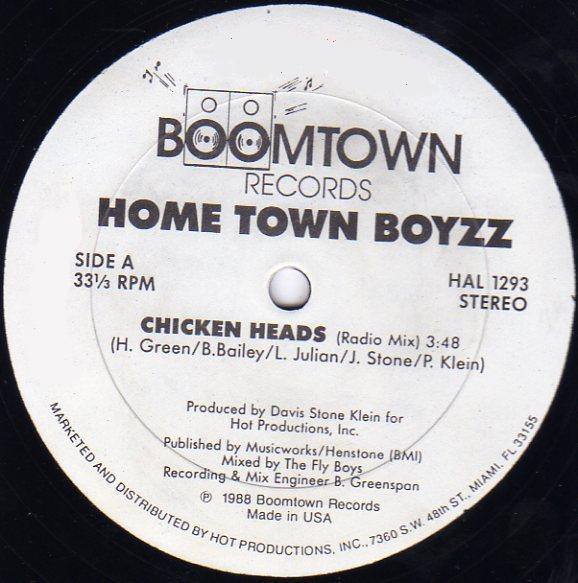 BOOMTOWN
RECORDS
HOME TOWN BOYZZ
SIDE A
33⅓ RPM
HAL 1293
STEREO
CHICKEN HEADS (Radio Mix) 3:48
(H. Green/B.Bailey/L. Julian/J. Stone/P. Klein)
Produced by Davis Stone Klein for
Hot Productions, Inc.
Published by Musicworks/Henstone (BMI)
Mixed by The Fly Boys
Recording & Mix Engineer B. Greenspan
℗ 1988 Boomtown Records
Made in USA
MARKETED AND DISTRIBUTED BY HOT PRODUCTIONS, INC., 7360 S.W. 48th ST., MIAMI, FL 33155